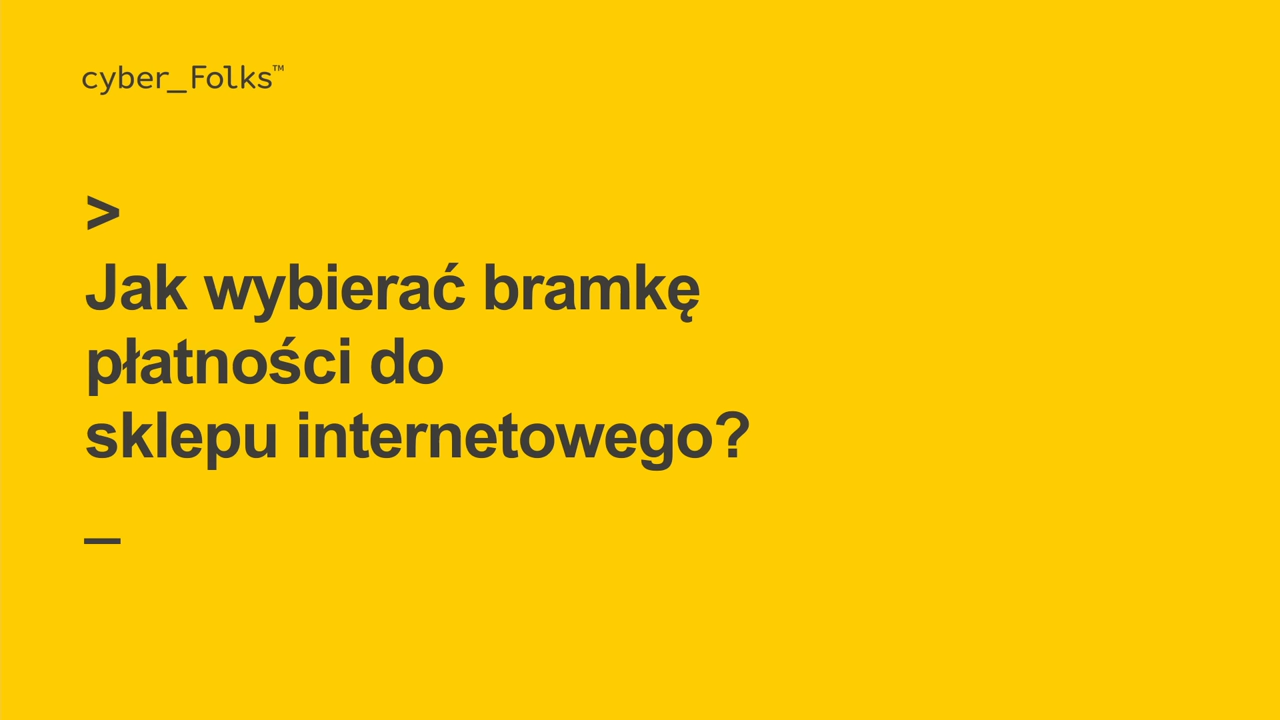 cyber_Folks™
>
Jak wybierać bramkę
płatności do
sklepu internetowego?
_